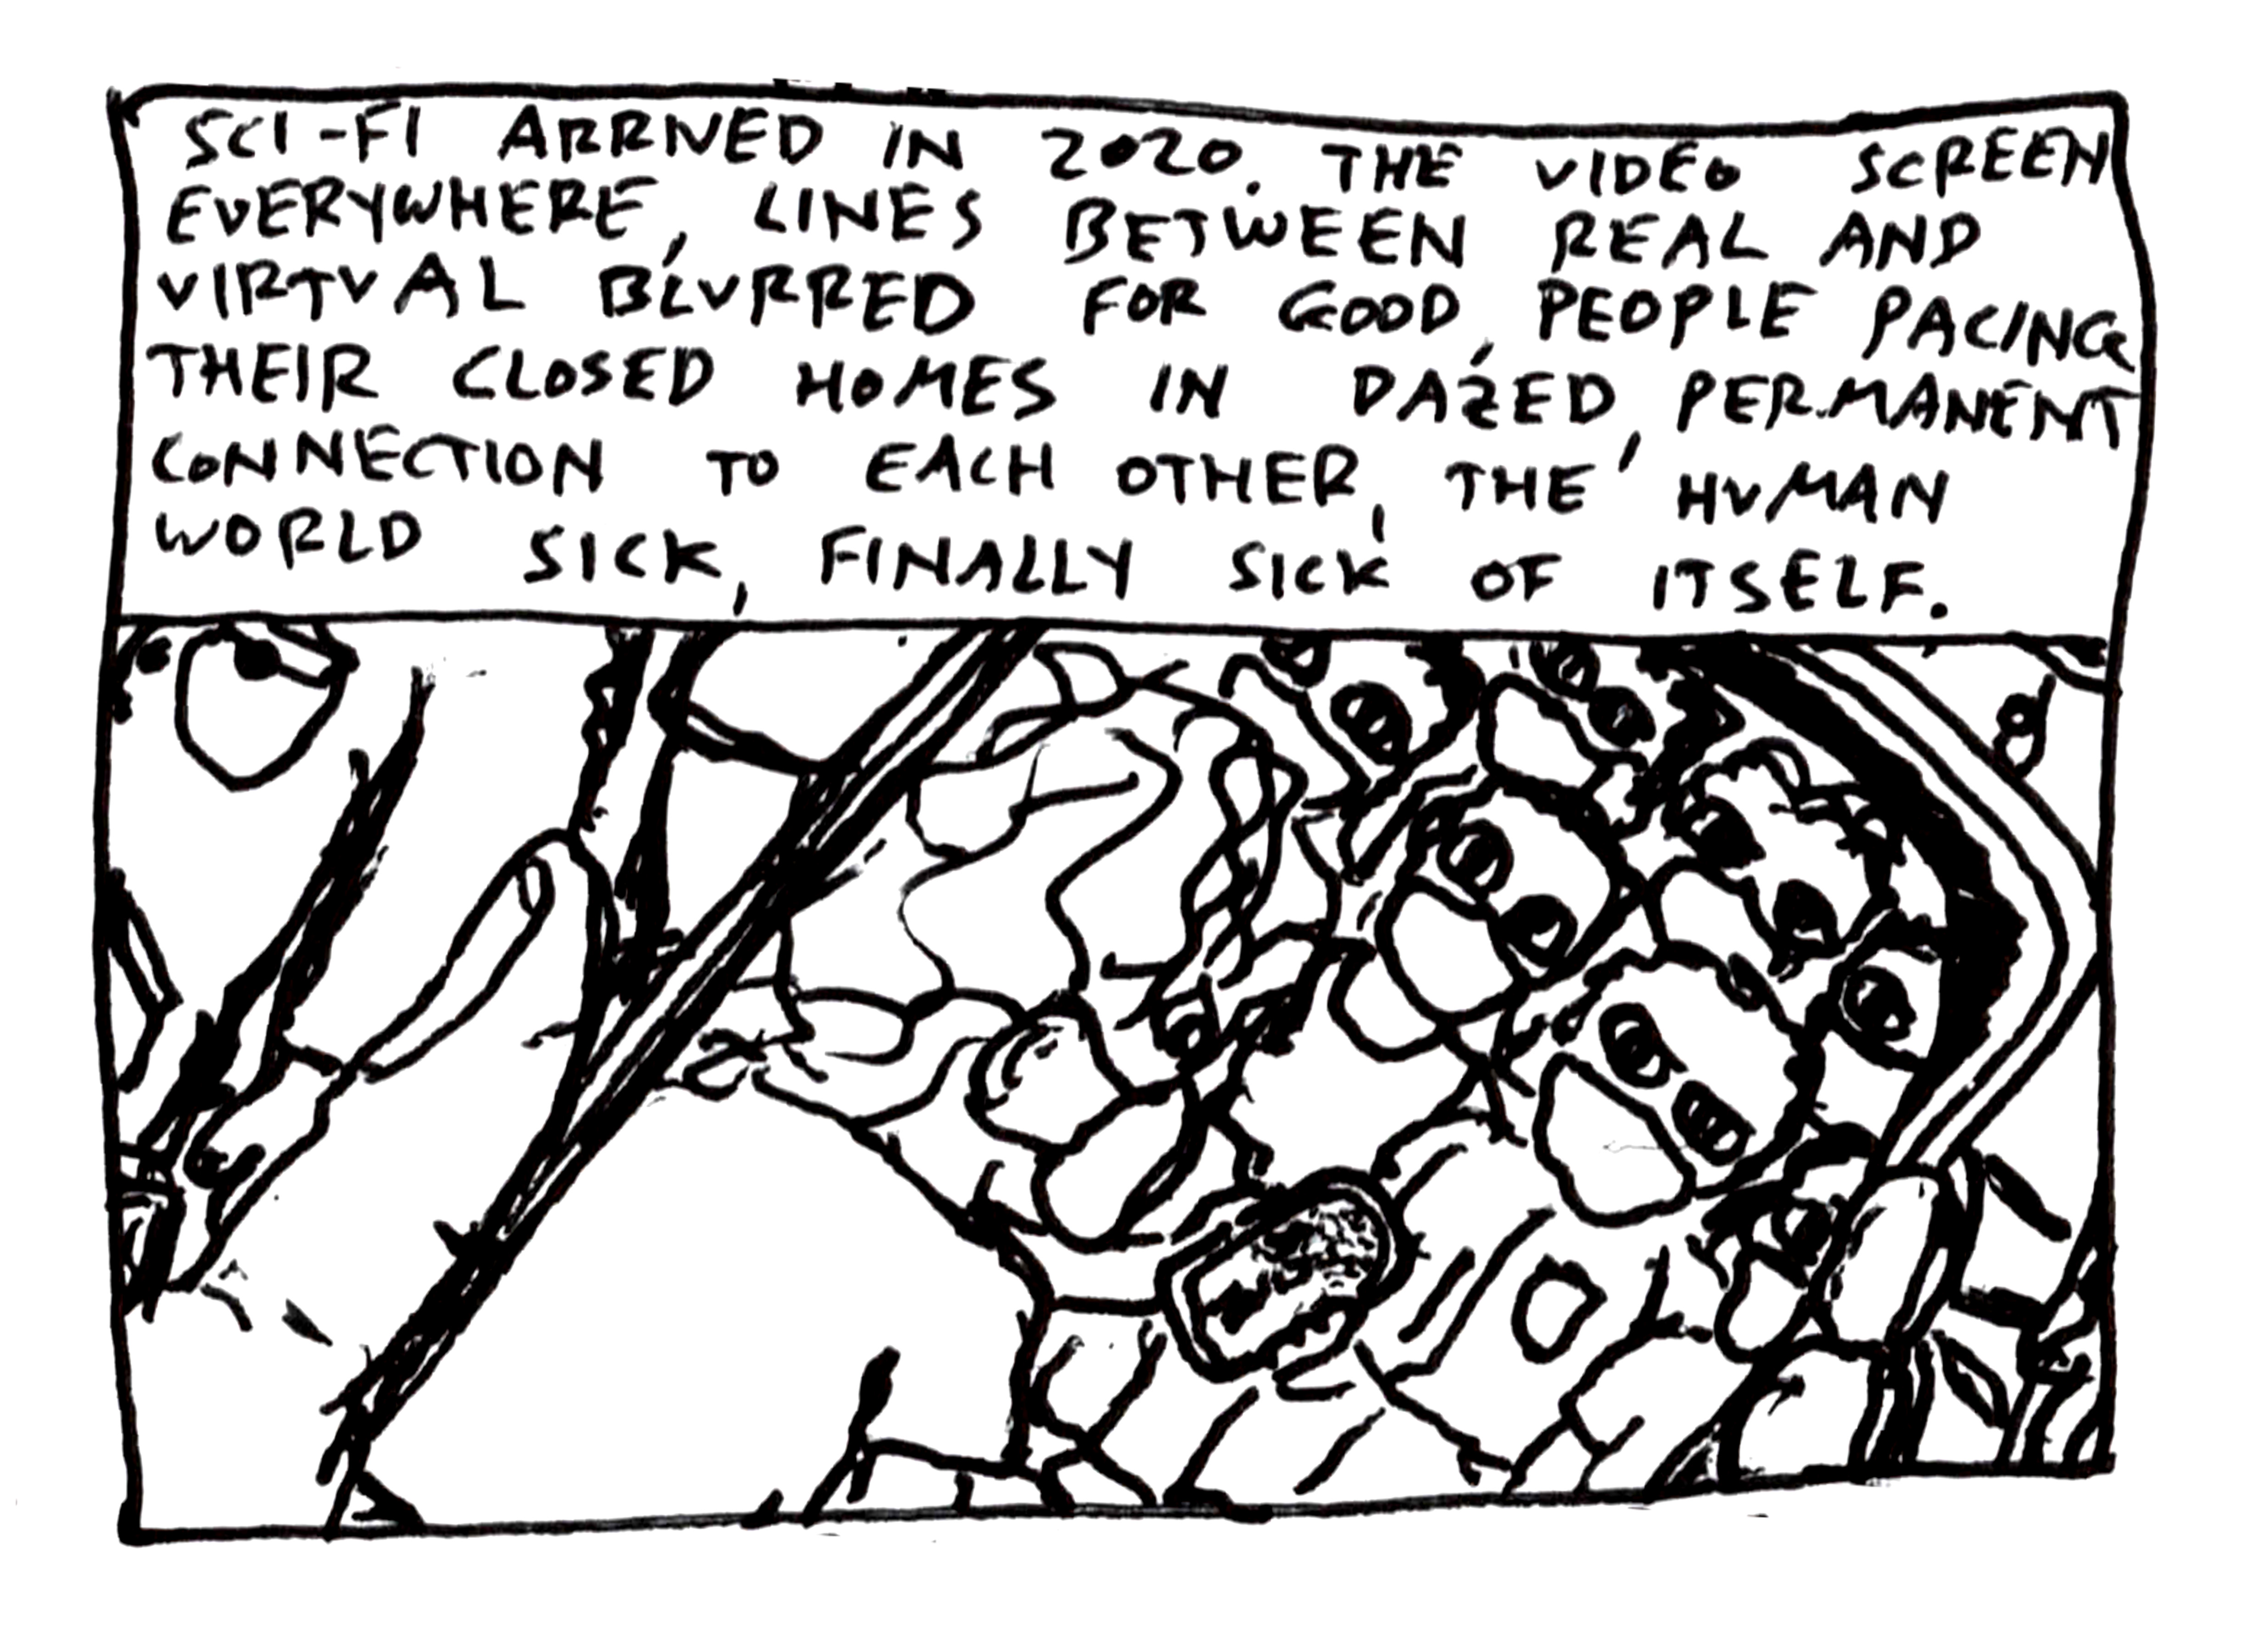 SCI-FI ARRIVED IN 2020. THE VIDEO SCREEN
EVERYWHERE, LINES BETWEEN REAL AND
VIRTUAL BLURRED FOR GOOD, PEOPLE PACING
THEIR CLOSED HOMES IN DAZED, PERMANENT
CONNECTION TO EACH OTHER, THE HUMAN
WORLD SICK, FINALLY SICK OF ITSELF.